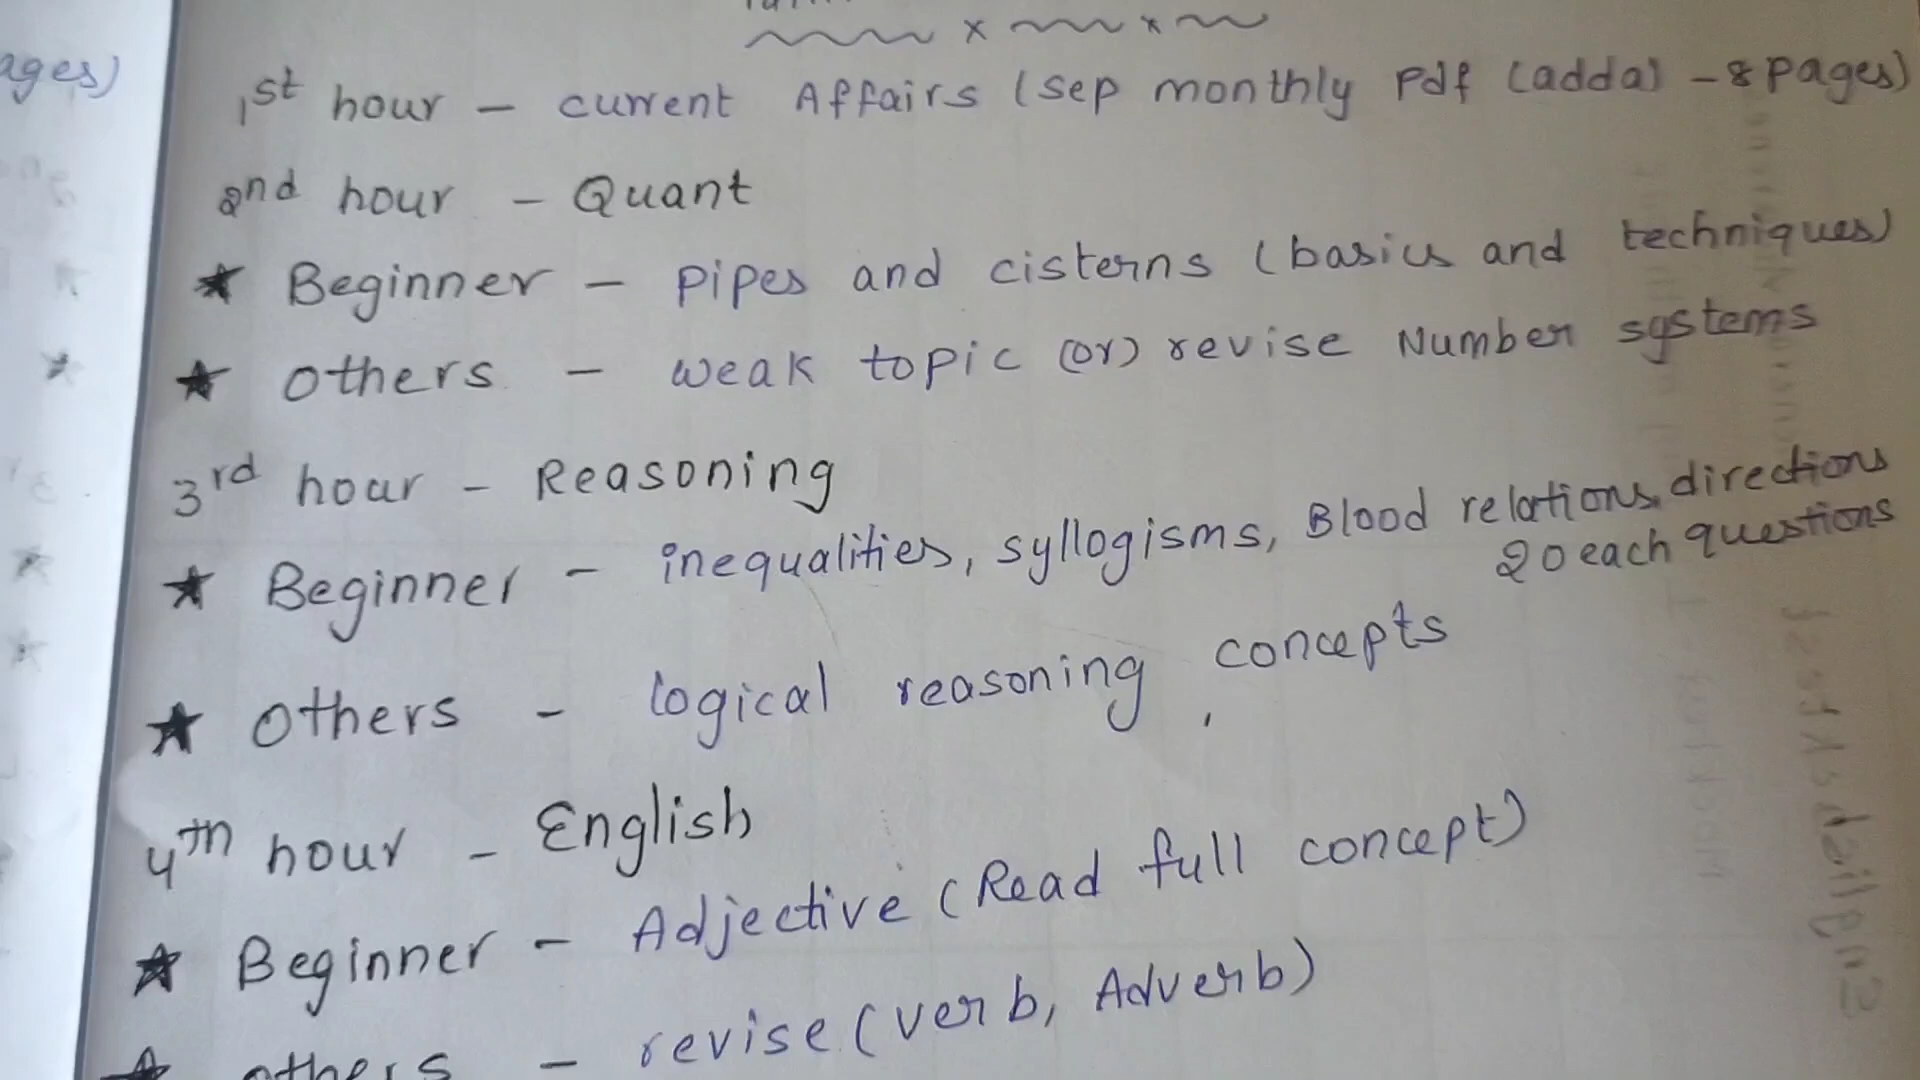 ages)
1st hour - current Affairs (sep monthly Pdf (adda) - 8 pages)
2nd hour - Quant
★ Beginner - Pipes and cisterns (basics and techniques)
★ others - weak topic (or) revise Number systems
3rd hour - Reasoning
★ Beginner - inequalities, syllogisms, Blood relations, directions
20 each questions
★ others - logical reasoning, concepts
4th hour - English
★ Beginner - Adjective (Read full concept)
★ others - revise (verb, Adverb)